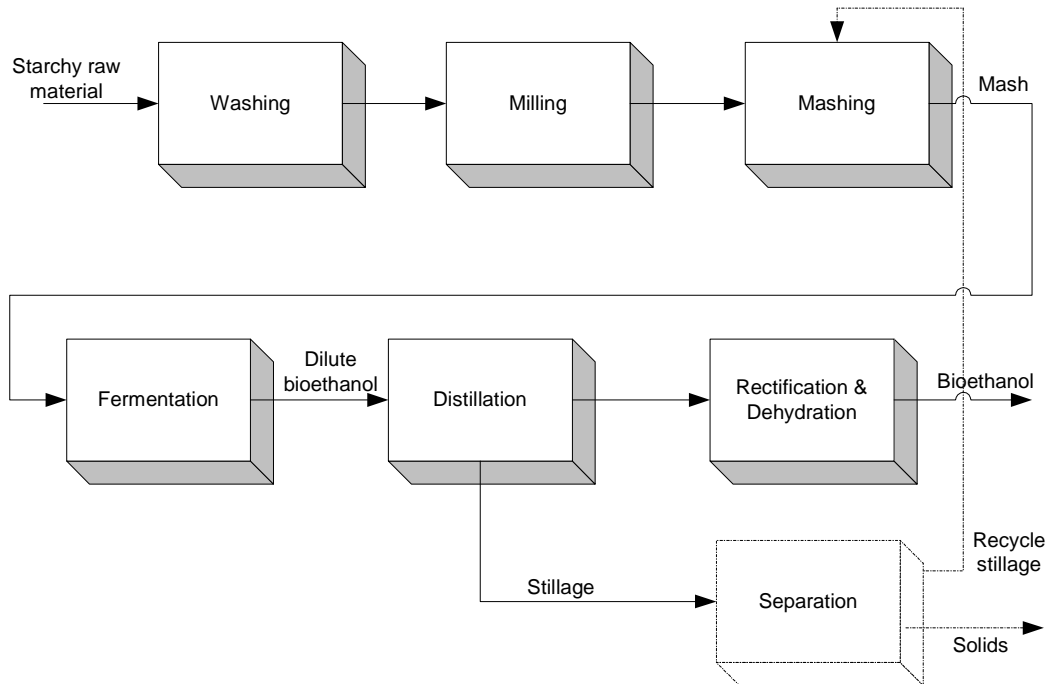 Starchy raw
material
Washing
Milling
Mashing
Mash
Fermentation
Dilute
bioethanol
Distillation
Rectification &
Dehydration
Bioethanol
Stillage
Separation
Recycle
stillage
Solids